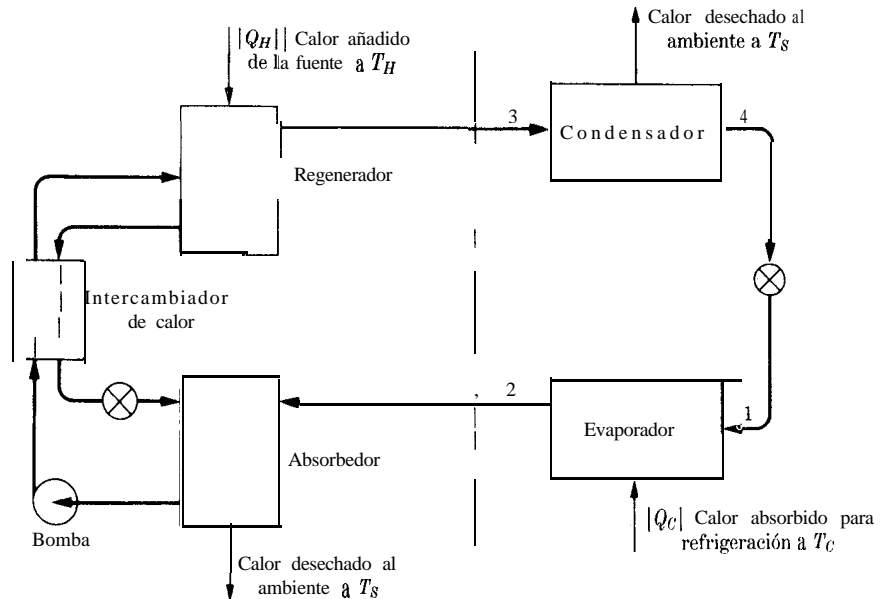 |Q_H|| Calor añadido
de la fuente a T_H
Calor desechado al
ambiente a T_S
3
Condensador
4
Regenerador
Intercambiador
de calor
, 2
1
Evaporador
Absorbedor
Bomba
|Q_C| Calor absorbido para
refrigeración a T_C
Calor desechado al
ambiente a T_S